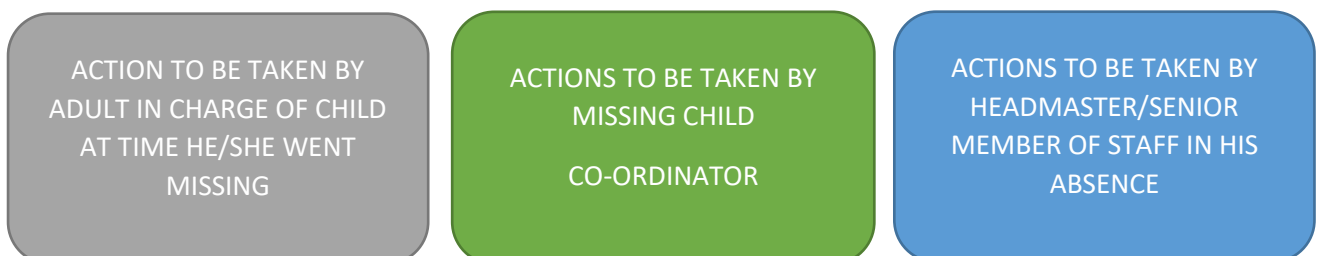 ACTION TO BE TAKEN BY
ADULT IN CHARGE OF CHILD
AT TIME HE/SHE WENT
MISSING
ACTIONS TO BE TAKEN BY
MISSING CHILD
CO-ORDINATOR
ACTIONS TO BE TAKEN BY
HEADMASTER/SENIOR
MEMBER OF STAFF IN HIS
ABSENCE